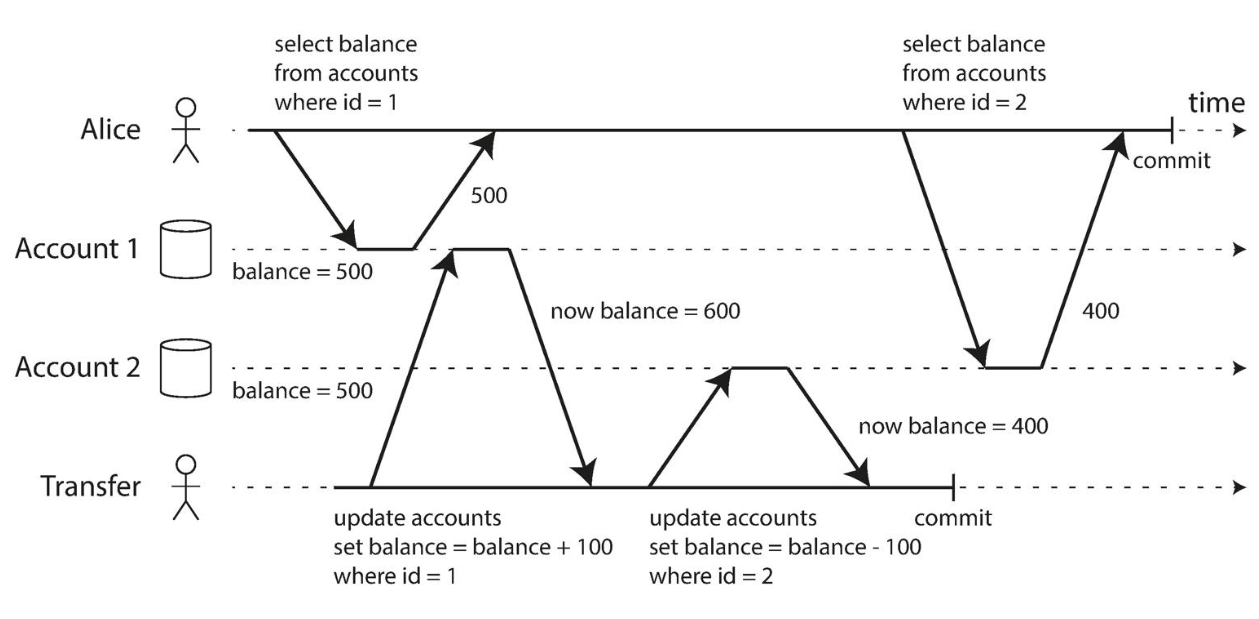 select balance
from accounts
where id = 1
select balance
from accounts
where id = 2
time
Alice
commit
500
Account 1
balance = 500
now balance = 600
400
Account 2
balance = 500
now balance = 400
Transfer
update accounts
set balance = balance + 100
where id = 1
update accounts
set balance = balance - 100
where id = 2
commit